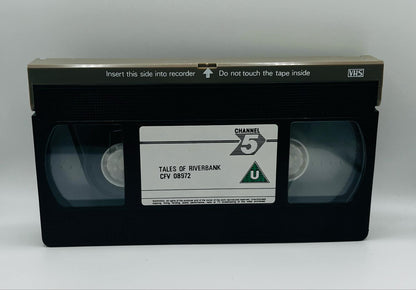 Insert this side into recorder Do not touch the tape inside VHS
CHANNEL
5
TALES OF RIVERBANK
CFV 08972
U